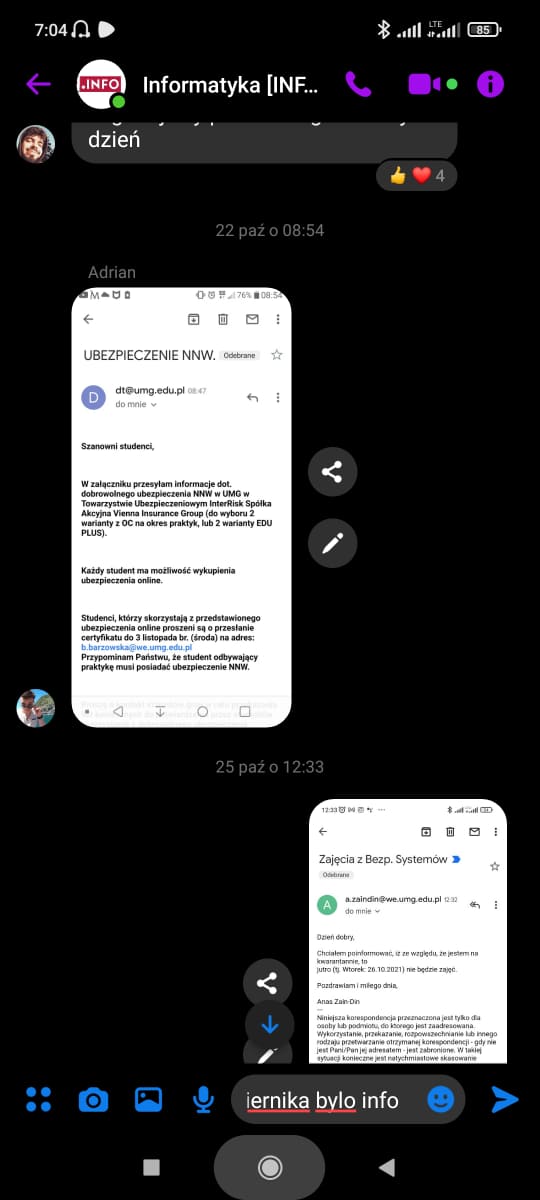 7:04
LTE
85
.INFO
Informatyka [INF...
dzień
4
22 paź o 08:54
Adrian
76% 08:54
UBEZPIECZENIE NNW. Odebrane
D
dt@umg.edu.pl 08:47
do mnie
Szanowni studenci,
W załączniku przesyłam informacje dot.
dobrowolnego ubezpieczenia NNW w UMG w
Towarzystwie Ubezpieczeniowym InterRisk Spółka
Akcyjna Vienna Insurance Group (do wyboru 2
warianty z OC na okres praktyk, lub 2 warianty EDU
PLUS).
Każdy student ma możliwość wykupienia
ubezpieczenia online.
Studenci, którzy skorzystają z przedstawionego
ubezpieczenia online proszeni są o przesłanie
certyfikatu do 3 listopada br. (środa) na adres:
b.barzowska@we.umg.edu.pl
Przypominam Państwu, że student odbywający
praktykę musi posiadać ubezpieczenie NNW.
25 paź o 12:33
12:33
Zajęcia z Bezp. Systemów
Odebrane
A
a.zaindin@we.umg.edu.pl 12:32
do mnie
Dzień dobry,
Chciałem poinformować, iż ze względu, że jestem na
kwarantannie, to
jutro (tj. Wtorek: 26.10.2021) nie będzie zajęć.
Pozdrawiam i miłego dnia,
Anas Zain-Din
--
Niniejsza korespondencja przeznaczona jest tylko dla
osoby lub podmiotu, do którego jest zaadresowana.
Wykorzystanie, przekazanie, rozpowszechnianie lub innego
rodzaju przetwarzanie otrzymanej korespondencji - gdy nie
jest Pani/Pan jej adresatem - jest zabronione. W takiej
sytuacji konieczne jest natychmiastowe skasowanie
iernika bylo info